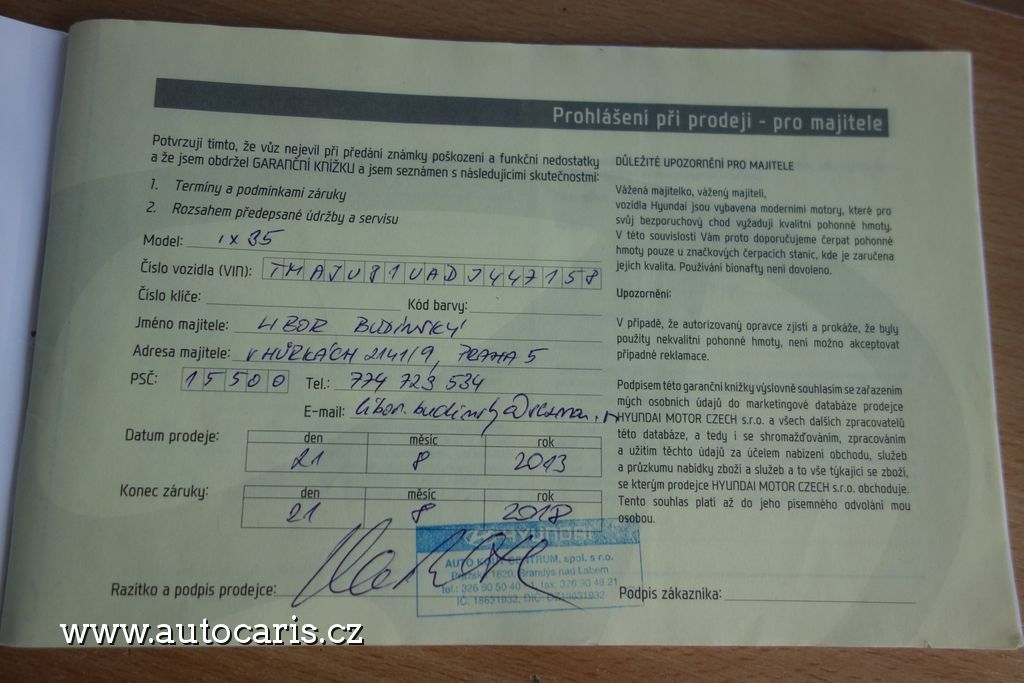 Prohlášení při prodeji - pro majitele
Potvrzuji tímto, že vůz nejevil při předání známky poškození a funkční nedostatky
a že jsem obdržel GARANČNÍ KNÍŽKU a jsem seznámen s následujícími skutečnostmi:
1. Termíny a podmínkami záruky
2. Rozsahem předepsané údržby a servisu
Model: ix 35
Číslo vozidla (VIN): TMAJU81UADJ447158
Číslo klíče:
Kód barvy:
Jméno majitele: LIBOR BUDÍNSKÝ
Adresa majitele: V HŮRKÁCH 2141/9, PRAHA 5
PSČ: 15500 Tel.: 774 723 534
E-mail:
Datum prodeje: den měsíc rok
21 8 2013
Konec záruky: den měsíc rok
21 8 2018
Razítko a podpis prodejce:
HYUNDAI
AUTO KOUT CENTRUM, spol. s r.o.
Pražská 1820, Brandýs nad Labem
DŮLEŽITÉ UPOZORNĚNÍ PRO MAJITELE
Vážená majitelko, vážený majiteli,
vozidla Hyundai jsou vybavena moderními motory, které pro
svůj bezporuchový chod vyžadují kvalitní pohonné hmoty.
V této souvislosti Vám proto doporučujeme čerpat pohonné
hmoty pouze u značkových čerpacích stanic, kde je zaručena
jejich kvalita. Používání bionafty není dovoleno.
Upozornění:
V případě, že autorizovaný opravce zjistí a prokáže, že byly
použity nekvalitní pohonné hmoty, není možno akceptovat
případné reklamace.
Podpisem této garanční knížky výslovně souhlasím se zařazením
mých osobních údajů do marketingové databáze prodejce
HYUNDAI MOTOR CZECH s.r.o. a všech dalších zpracovatelů
této databáze, a tedy i se shromažďováním, zpracováním
a užitím těchto údajů za účelem nabízení obchodu, služeb
a průzkumu nabídky zboží a služeb a to vše týkající se zboží,
se kterým prodejce HYUNDAI MOTOR CZECH s.r.o. obchoduje.
Tento souhlas platí až do jeho písemného odvolání mou
osobou.
Podpis zákazníka:
www.autocaris.cz